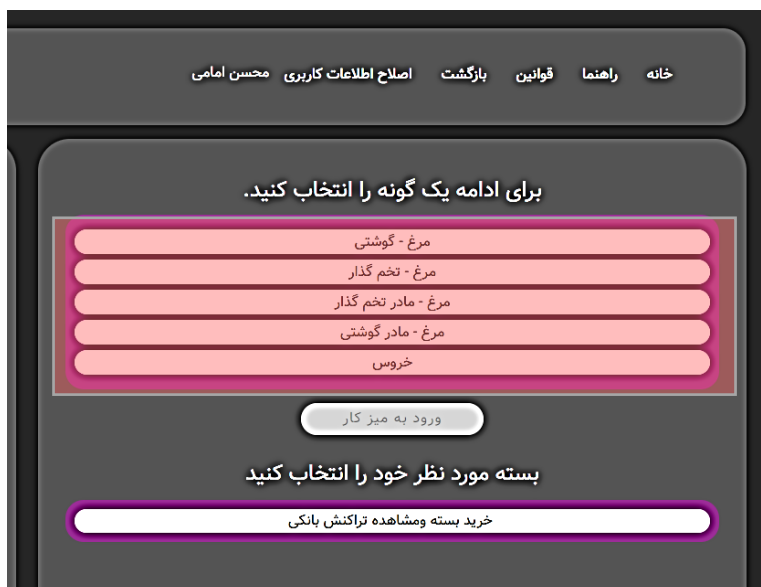 خانه راهنما قوانین بازگشت اصلاح اطلاعات کاربری محسن امامی
برای ادامه یک گونه را انتخاب کنید.
مرغ - گوشتی
مرغ - تخم گذار
مرغ - مادر تخم گذار
مرغ - مادر گوشتی
خروس
ورود به میز کار
بسته مورد نظر خود را انتخاب کنید
خرید بسته ومشاهده تراکنش بانکی